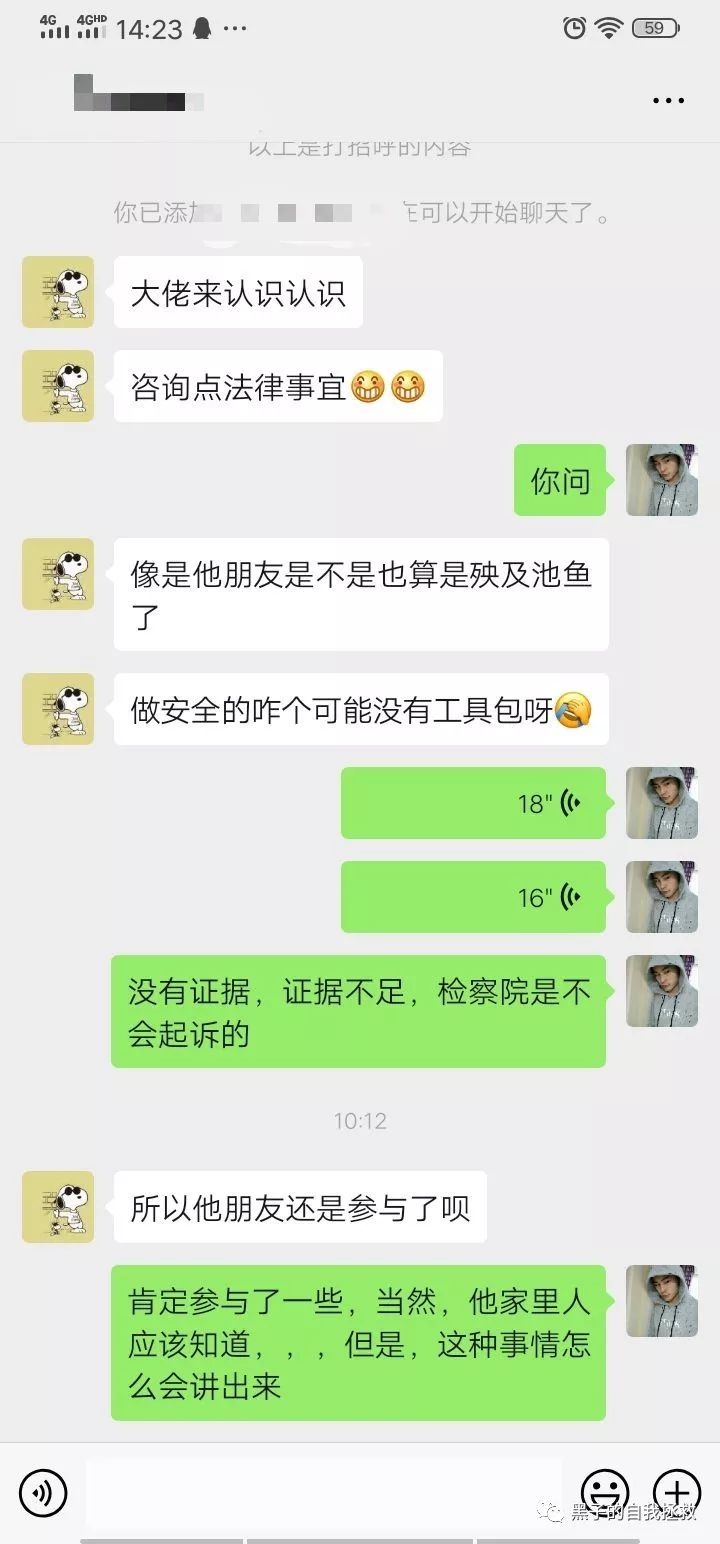 4G 4GHD 14:23 ... 59
以上是打招呼的内容
你已添加 在可以开始聊天了。
大佬来认识认识
咨询点法律事宜😁😁
你问
像是他朋友是不是也算是殃及池鱼
了
做安全的咋个可能没有工具包呀🤣
18"
16"
没有证据，证据不足，检察院是不
会起诉的
10:12
所以他朋友还是参与了呗
肯定参与了一些，当然，他家里人
应该知道，，，但是，这种事情怎
么会讲出来
黑子的自我拯救